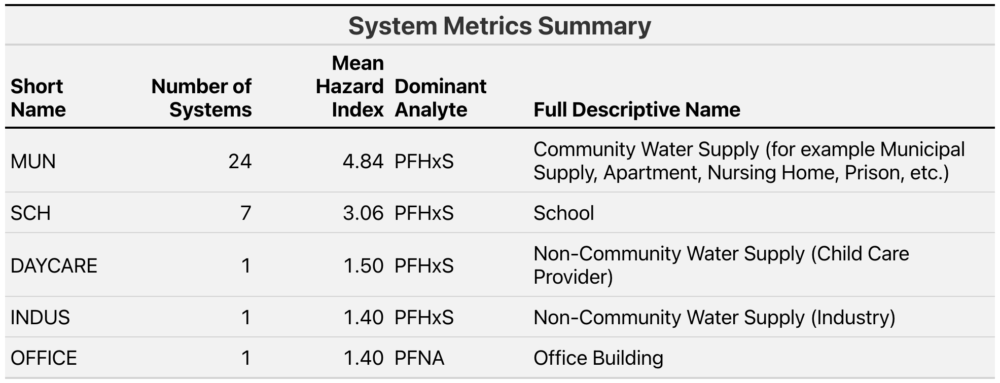 System Metrics Summary
Short Name Number of Systems Mean Hazard Index Dominant Analyte Full Descriptive Name
MUN 24 4.84 PFHxS Community Water Supply (for example Municipal
Supply, Apartment, Nursing Home, Prison, etc.)
SCH 7 3.06 PFHxS School
DAYCARE 1 1.50 PFHxS Non-Community Water Supply (Child Care
Provider)
INDUS 1 1.40 PFHxS Non-Community Water Supply (Industry)
OFFICE 1 1.40 PFNA Office Building